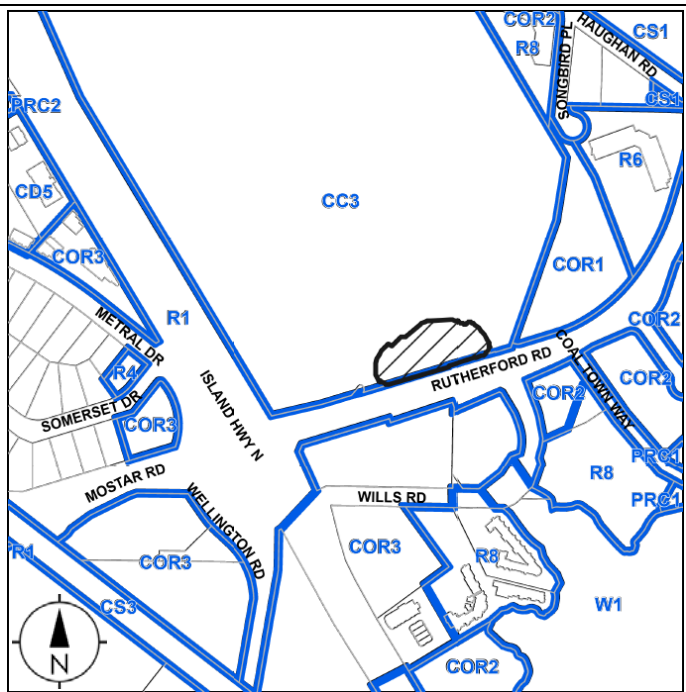 COR2
CS1
R8
SONGBIRD PL
HAUGHAN RD
CS1
PRC2
R6
CD5
CC3
COR3
COR1
R1
COR2
METRAL DR
R4
RUTHERFORD RD
COAL TOWN WAY
COR2
COR2
ISLAND HWY N
SOMERSET DR
COR3
MOSTAR RD
PRC1
R8
WELLINGTON RD
WILLS RD
PRC1
COR3
R8
COR3
CS3
W1
COR2
N